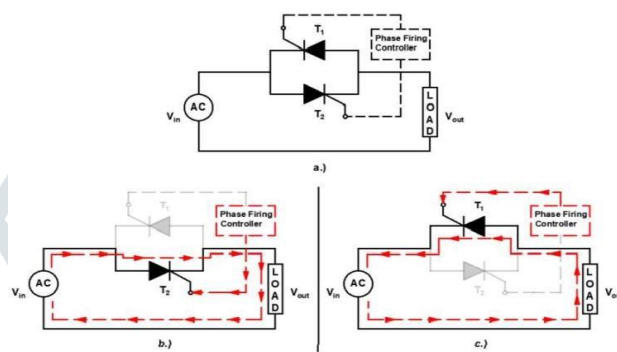 T1
Phase Firing
Controller
AC
Vin
T2
LOAD
Vout
a.)
T1
Phase Firing
Controller
AC
Vin
T2
LOAD
Vout
b.)
T1
Phase Firing
Controller
AC
Vin
T2
LOAD
Vou
c.)